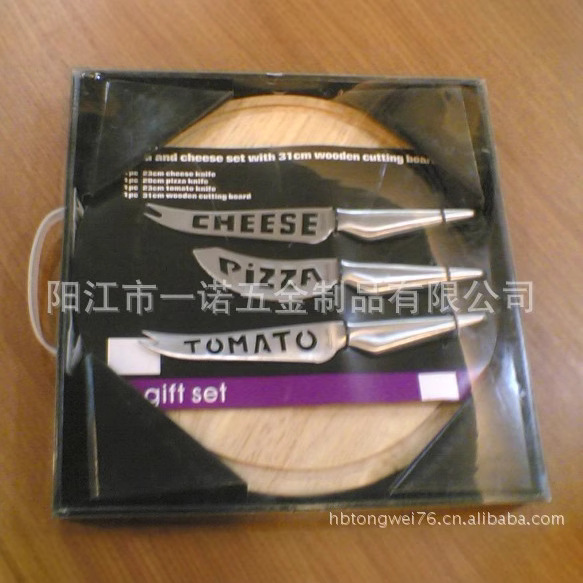 and cheese set with 31cm wooden cutting board
1pc 23cm cheese knife
1pc 20cm pizza knife
1pc 23cm tomato knife
1pc 31cm wooden cutting board
CHEESE
PiZZA
阳江市一诺五金制品有限公司
TOMATO
gift set
hbtongwei76.cn.alibaba.com